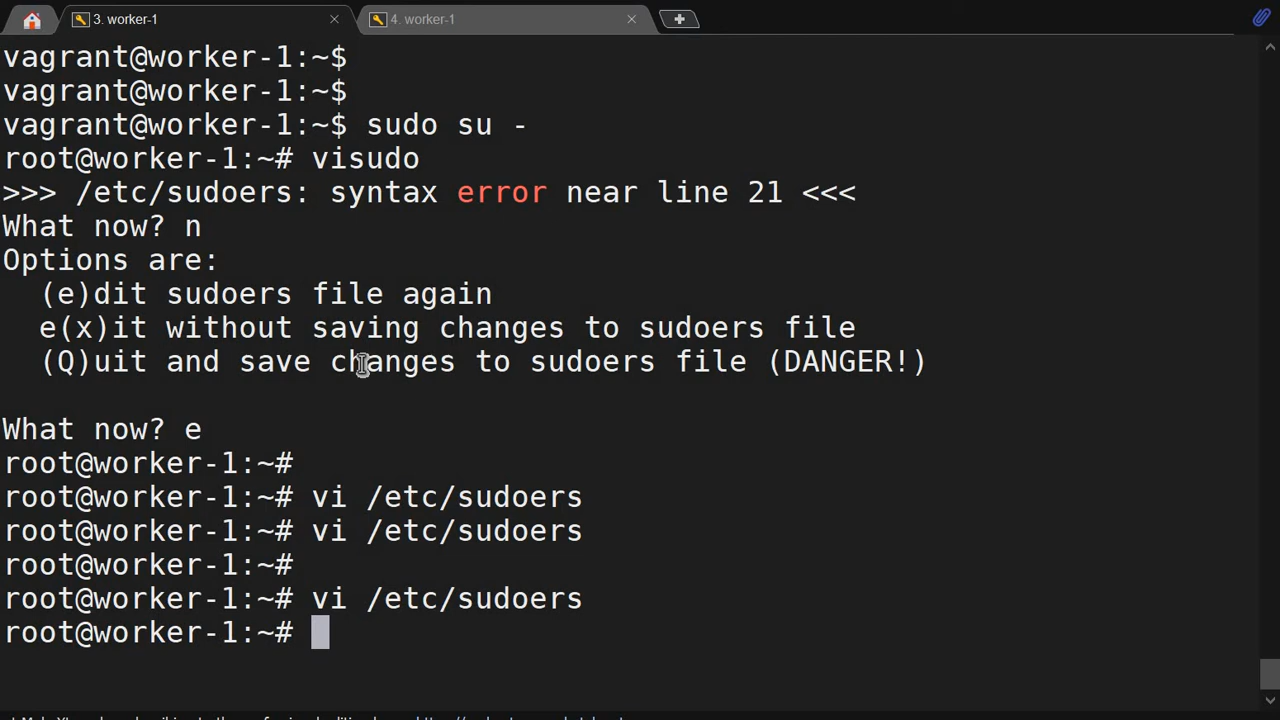 3. worker-1
4. worker-1
vagrant@worker-1:~$
vagrant@worker-1:~$
vagrant@worker-1:~$ sudo su -
root@worker-1:~# visudo
>>> /etc/sudoers: syntax error near line 21 <<<
What now? n
Options are:
(e)dit sudoers file again
e(x)it without saving changes to sudoers file
(Q)uit and save changes to sudoers file (DANGER!)
What now? e
root@worker-1:~#
root@worker-1:~# vi /etc/sudoers
root@worker-1:~# vi /etc/sudoers
root@worker-1:~#
root@worker-1:~# vi /etc/sudoers
root@worker-1:~#